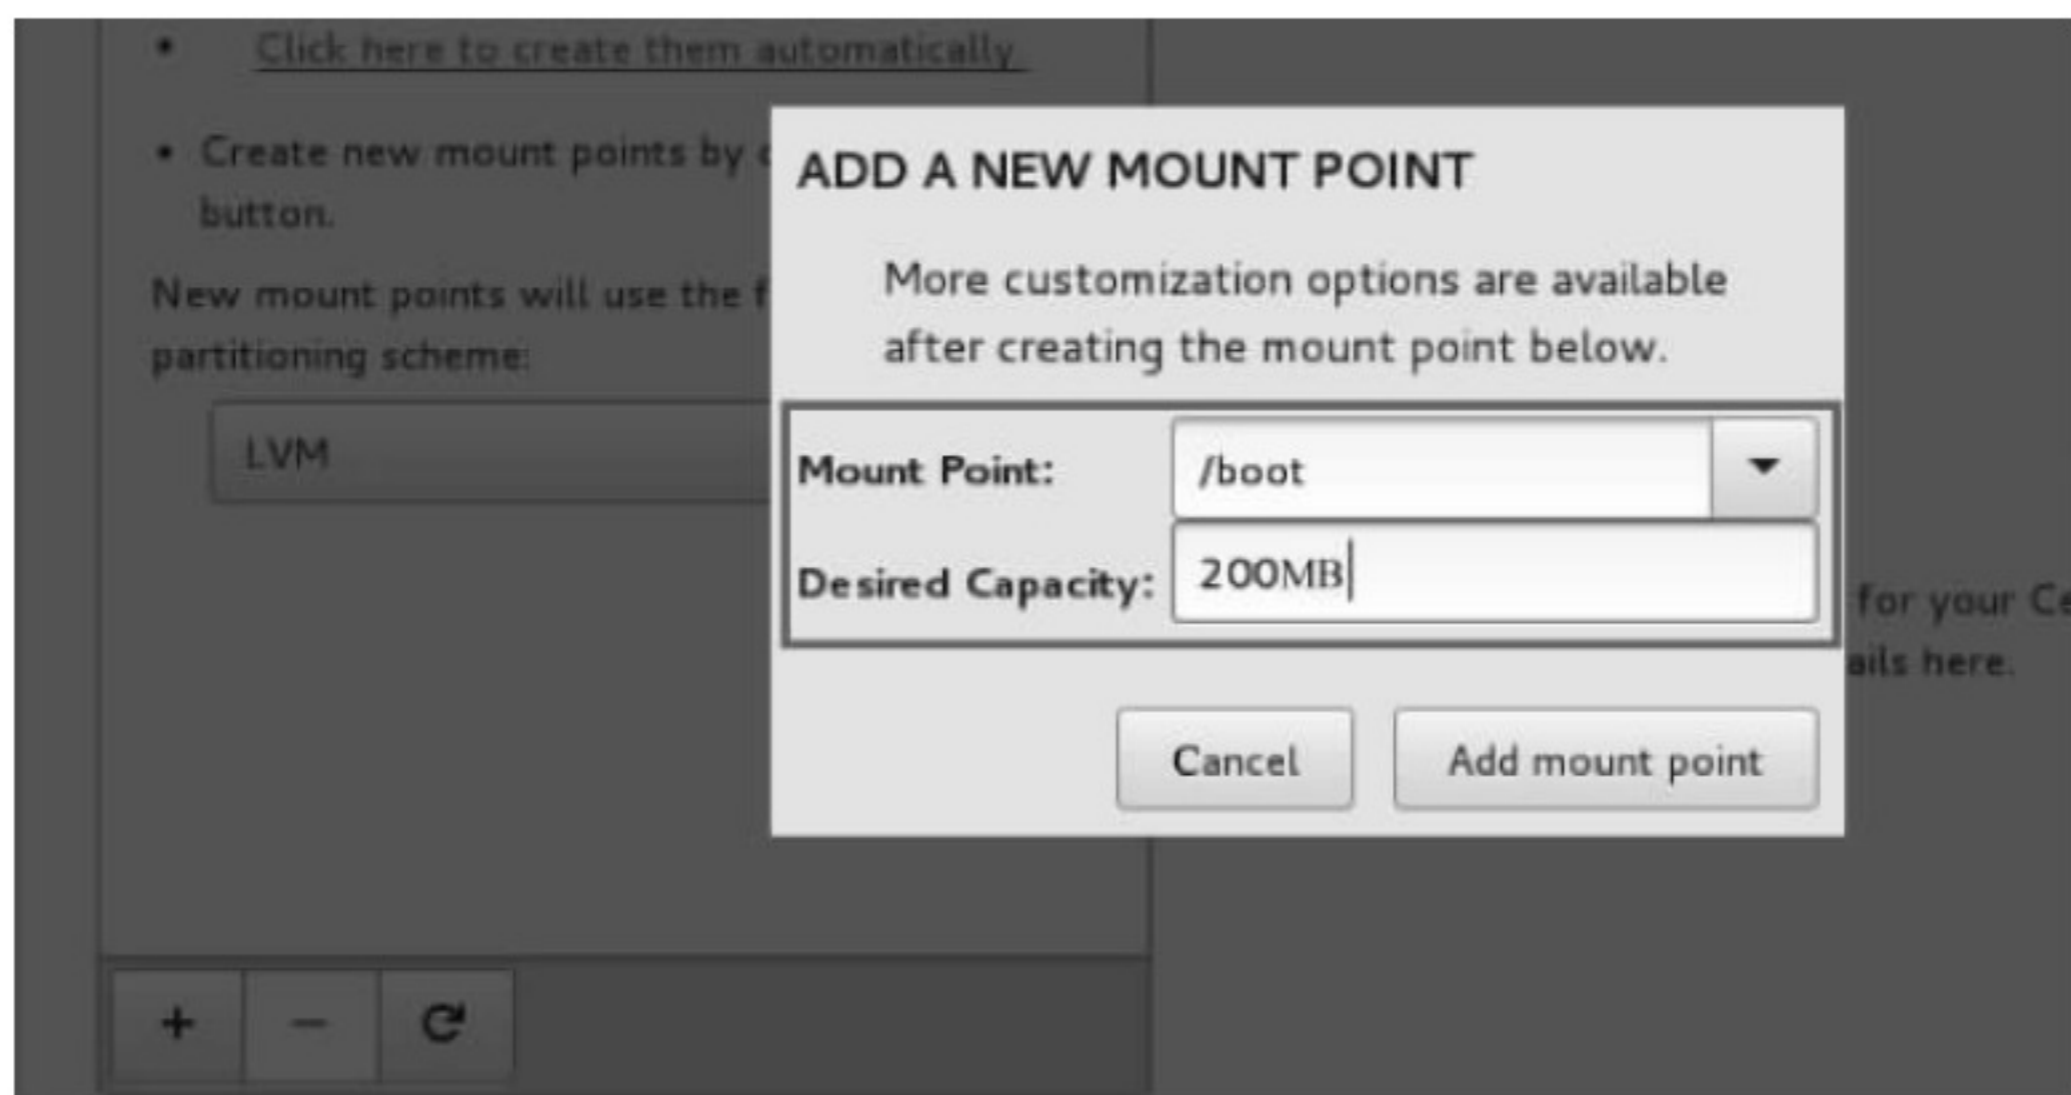 Click here to create them automatically
• Create new mount points by
button.
New mount points will use the
partitioning scheme:
LVM
ADD A NEW MOUNT POINT
More customization options are available
after creating the mount point below.
Mount Point: /boot
Desired Capacity: 200MB
for your
here.
Cancel Add mount point
+ −